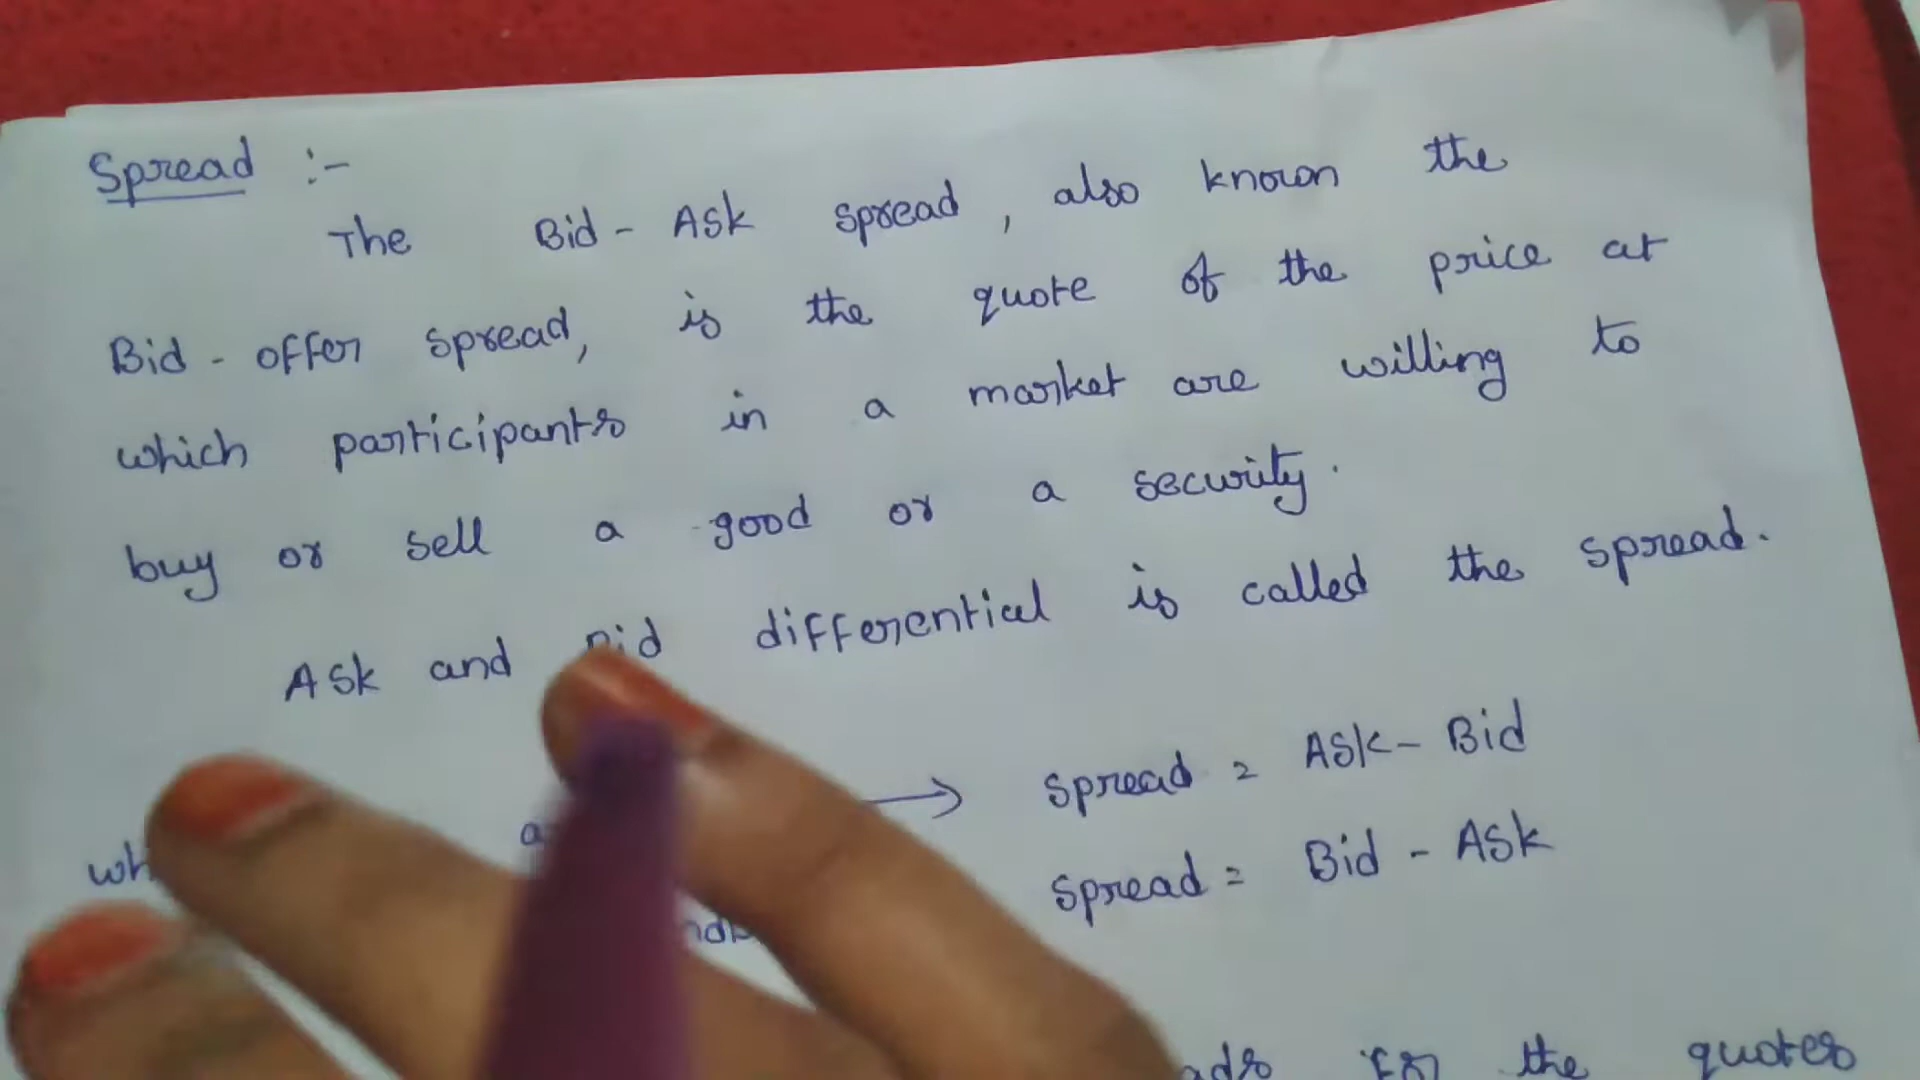 Spread :-
The Bid - Ask spread, also known the
Bid - offer spread, is the quote of the price at
which participants in a market are willing to
buy or sell a good or a security.
Ask and Bid differential is called the spread.
→ Spread = Ask - Bid
Spread = Bid - Ask
for the quotes